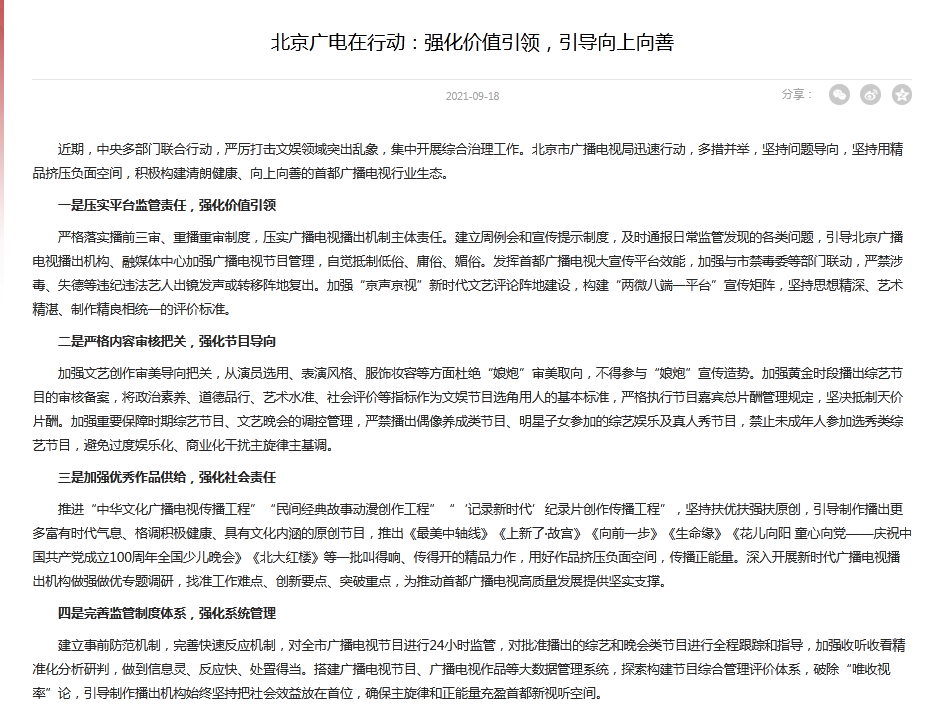 北京广电在行动：强化价值引领，引导向上向善
2021-09-18
分享：
近期，中央多部门联合行动，严厉打击文娱领域突出乱象，集中开展综合治理工作。北京市广播电视局迅速行动，多措并举，坚持问题导向，坚持用精
品挤压负面空间，积极构建清朗健康、向上向善的首都广播电视行业生态。
一是压实平台监管责任，强化价值引领
严格落实播前三审、重播重审制度，压实广播电视播出机制主体责任。建立周例会和宣传提示制度，及时通报日常监管发现的各类问题，引导北京广播
电视播出机构、融媒体中心加强广播电视节目管理，自觉抵制低俗、庸俗、媚俗。发挥首都广播电视大宣传平台效能，加强与市禁毒委等部门联动，严禁涉
毒、失德等违纪违法艺人出镜发声或转移阵地复出。加强“京声京视”新时代文艺评论阵地建设，构建“两微八端一平台”宣传矩阵，坚持思想精深、艺术
精湛、制作精良相统一的评价标准。
二是严格内容审核把关，强化节目导向
加强文艺创作审美导向把关，从演员选用、表演风格、服饰妆容等方面杜绝“娘炮”审美取向，不得参与“娘炮”宣传造势。加强黄金时段播出综艺节
目的审核备案，将政治素养、道德品行、艺术水准、社会评价等指标作为文娱节目选角用人的基本标准，严格执行节目嘉宾总片酬管理规定，坚决抵制天价
片酬。加强重要保障时期综艺节目、文艺晚会的调控管理，严禁播出偶像养成类节目、明星子女参加的综艺娱乐及真人秀节目，禁止未成年人参加选秀类综
艺节目，避免过度娱乐化、商业化干扰主旋律主基调。
三是加强优秀作品供给，强化社会责任
推进“中华文化广播电视传播工程”“民间经典故事动漫创作工程”“‘记录新时代’纪录片创作传播工程”，坚持扶优扶强扶原创，引导制作播出更
多富有时代气息、格调积极健康、具有文化内涵的原创节目，推出《最美中轴线》《上新了·故宫》《向前一步》《生命缘》《花儿向阳 童心向党——庆祝中
国共产党成立100周年全国少儿晚会》《北大红楼》等一批叫得响、传得开的精品力作，用好作品挤压负面空间，传播正能量。深入开展新时代广播电视播
出机构做强做优专题调研，找准工作难点、创新要点、突破重点，为推动首都广播电视高质量发展提供坚实支撑。
四是完善监管制度体系，强化系统管理
建立事前防范机制，完善快速反应机制，对全市广播电视节目进行24小时监管，对批准播出的综艺和晚会类节目进行全程跟踪和指导，加强收听收看精
准化分析研判，做到信息灵、反应快、处置得当。搭建广播电视节目、广播电视作品等大数据管理系统，探索构建节目综合管理评价体系，破除“唯收视
率”论，引导制作播出机构始终坚持把社会效益放在首位，确保主旋律和正能量充盈首都新视听空间。